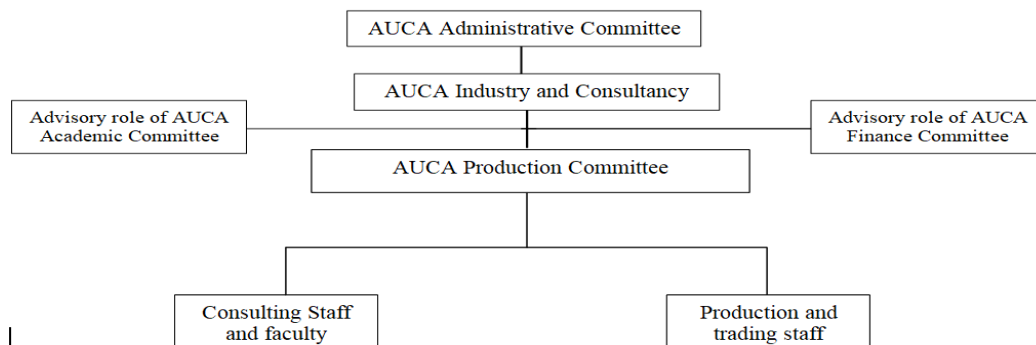 AUCA Administrative Committee
AUCA Industry and Consultancy
Advisory role of AUCA
Academic Committee
Advisory role of AUCA
Finance Committee
AUCA Production Committee
Consulting Staff
and faculty
Production and
trading staff